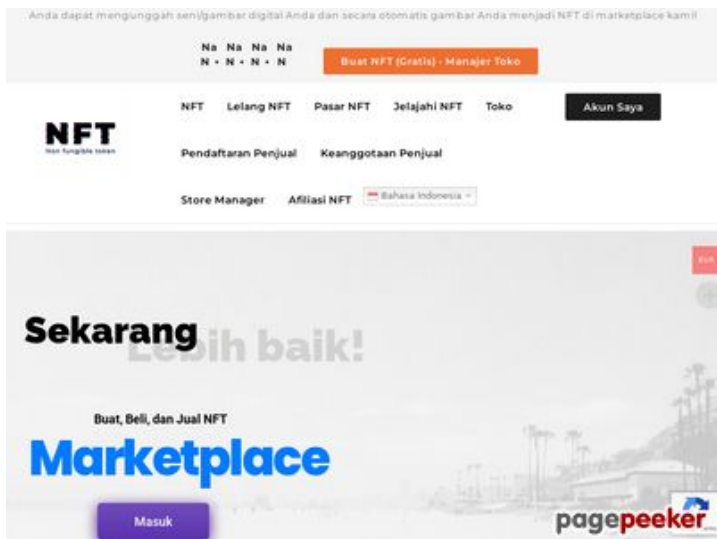 Anda dapat mengunggah seni/gambar digital Anda dan secara otomatis gambar Anda menjadi NFT di marketplace kami!
Na Na Na Na
N • N • N • N
Buat NFT (Gratis) - Manajer Toko
NFT
Non fungible token
NFT Lelang NFT Pasar NFT Jelajahi NFT Toko
Akun Saya
Pendaftaran Penjual Keanggotaan Penjual
Store Manager Afiliasi NFT Bahasa Indonesia
EUR
Sekarang
Lebih baik!
Buat, Beli, dan Jual NFT
Marketplace
Masuk
pagepeeker